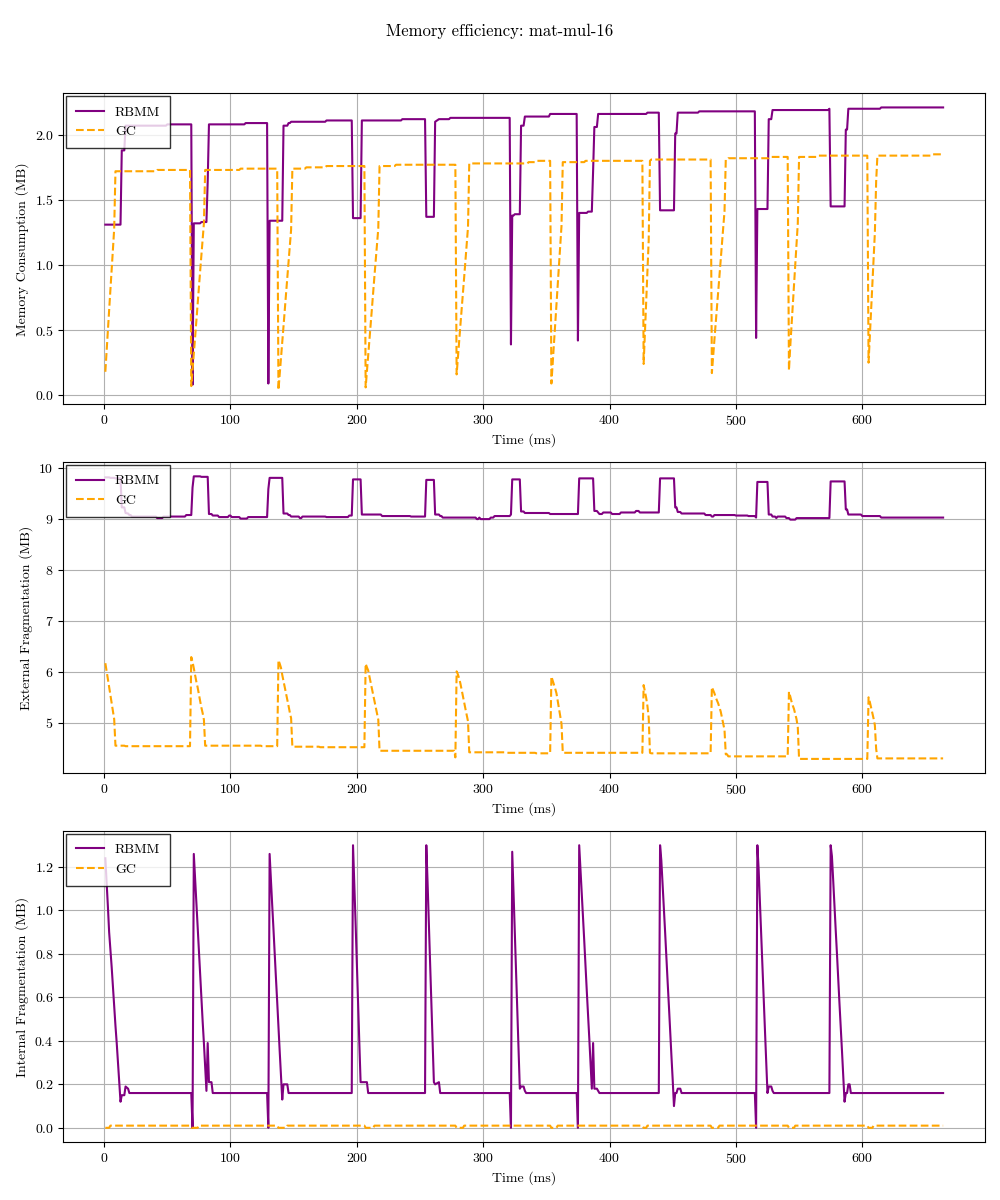 Memory efficiency: mat-mul-16
RBMM
GC
2.0
1.5
1.0
0.5
0.0
Memory Consumption (MB)
0 100 200 300 400 500 600
Time (ms)
RBMM
GC
10
9
8
7
6
5
External Fragmentation (MB)
0 100 200 300 400 500 600
Time (ms)
RBMM
GC
1.2
1.0
0.8
0.6
0.4
0.2
0.0
Internal Fragmentation (MB)
0 100 200 300 400 500 600
Time (ms)